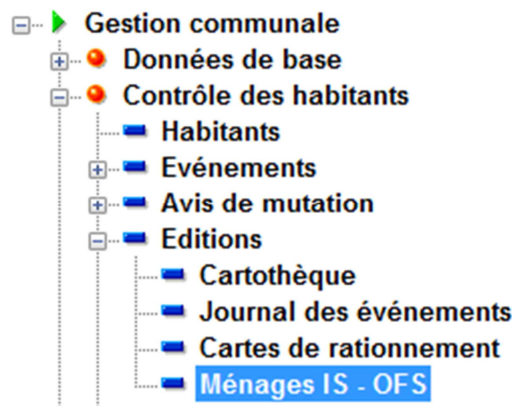 Gestion communale
Données de base
Contrôle des habitants
Habitants
Evénements
Avis de mutation
Editions
Cartothèque
Journal des événements
Cartes de rationnement
Ménages IS - OFS